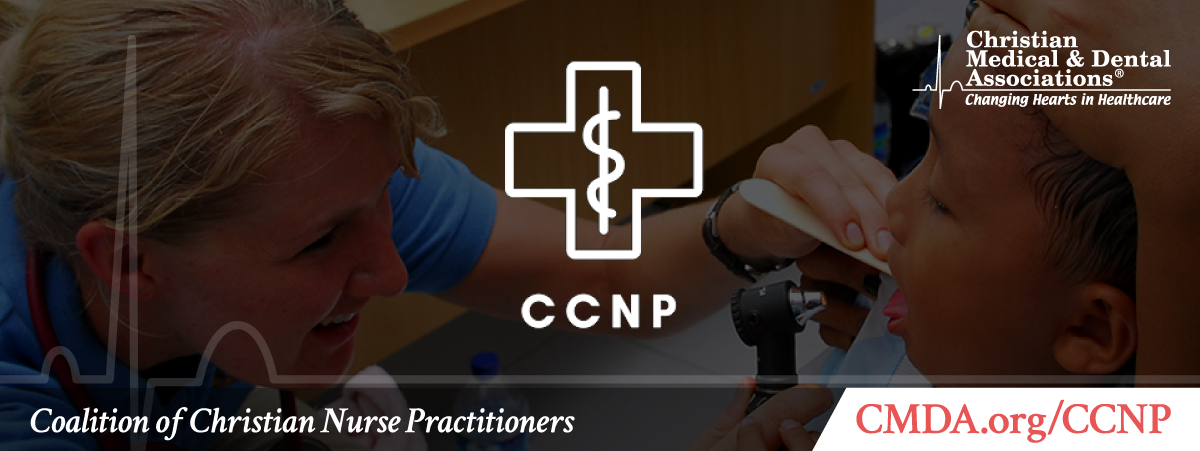 Christian
Medical & Dental
Associations®
Changing Hearts in Healthcare
CCNP
Coalition of Christian Nurse Practitioners
CMDA.org/CCNP